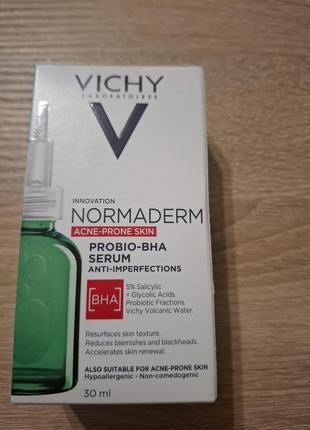 VICHY
LABORATOIRES
INNOVATION
NORMADERM
ACNE-PRONE SKIN
PROBIO-BHA
SERUM
ANTI-IMPERFECTIONS
[BHA]
5% Salicylic
+ Glycolic Acids.
Probiotic Fractions.
Vichy Volcanic Water.
Resurfaces skin texture.
Reduces blemishes and blackheads.
Accelerates skin renewal.
ALSO SUITABLE FOR ACNE-PRONE SKIN
Hypoallergenic - Non-comedogenic
30 ml